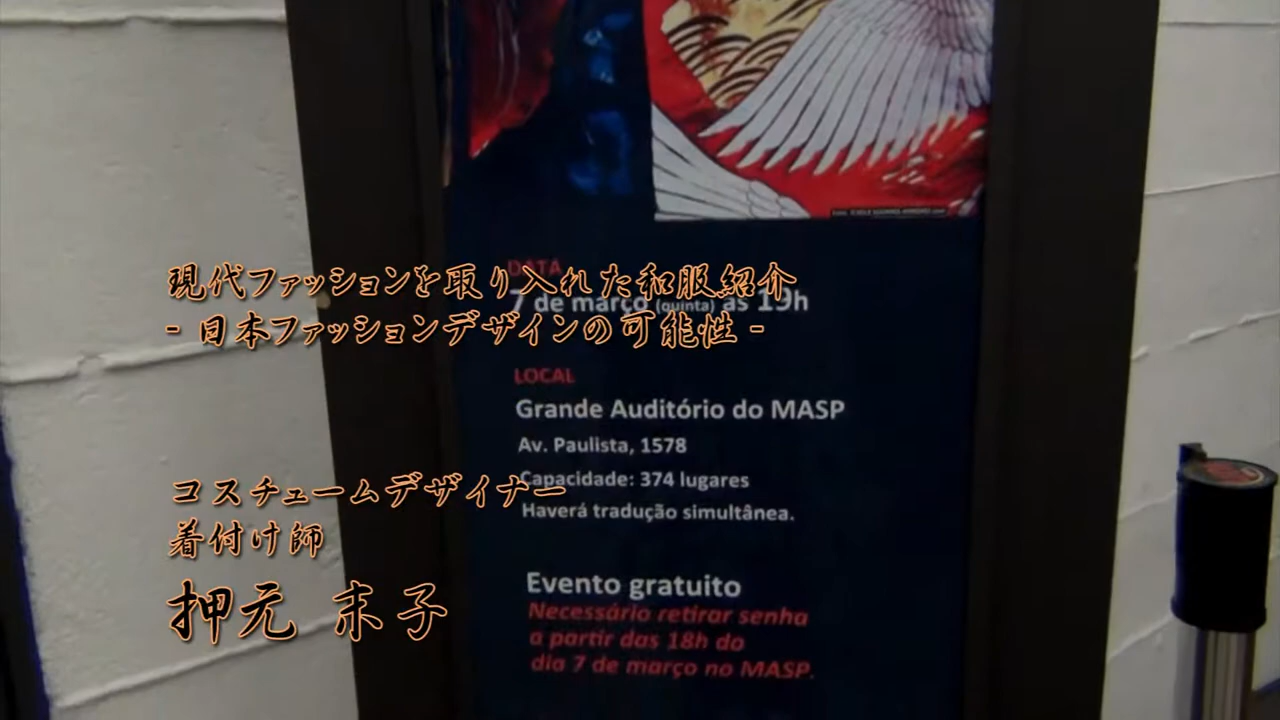 DATA
7 de março (quinta) às 19h
現代ファッションを取り入れた和服紹介
- 日本ファッションデザインの可能性 -
LOCAL
Grande Auditório do MASP
Av. Paulista, 1578
Capacidade: 374 lugares
Haverá tradução simultânea.
コスチュームデザイナー
着付け師
押元 末子
Evento gratuito
Necessário retirar senha
a partir das 18h do
dia 7 de março no MASP.